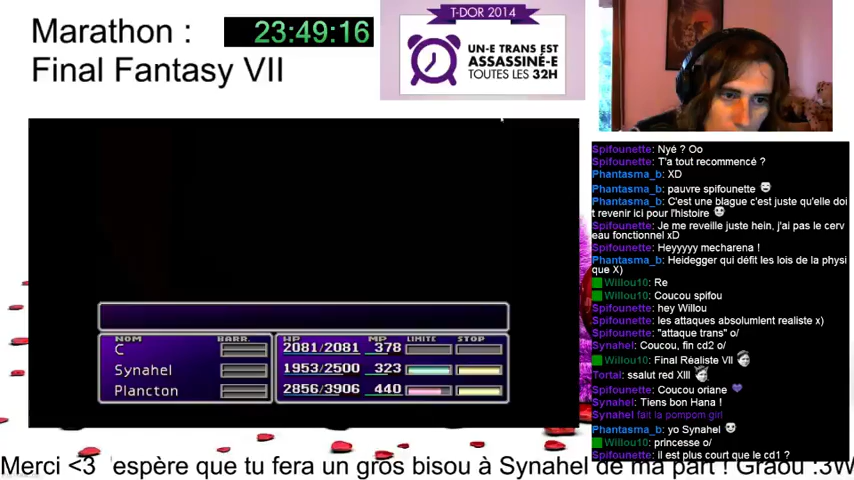 Marathon :
Final Fantasy VII
23:49:16
T-DOR 2014
UN-E TRANS EST
ASSASSINÉ-E
TOUTES LES 32H
Spifounette: Nyé ? Oo
Spifounette: T'a tout recommencé ?
Phantasma_b: XD
Phantasma_b: pauvre spifounette
Phantasma_b: C'est une blague c'est juste qu'elle doi
t revenir ici pour l'histoire
Spifounette: Je me reveille juste hein, j'ai pas le cerv
eau fonctionnel xD
Spifounette: Heyyyyy mecharena !
Phantasma_b: Heidegger qui défit les lois de la physi
que X)
Willou10: Re
Willou10: Coucou spifou
Spifounette: hey Willou
Spifounette: les attaques absolumlent realiste x)
Spifounette: "attaque trans" o/
Synahel: Coucou, fin cd2 o/
Willou10: Final Réaliste VII
Tortal: ssalut red XIII
Spifounette: Coucou oriane
Synahel: Tiens bon Hana !
Synahel fait la pompom girl
Phantasma_b: yo Synahel
Willou10: princesse o/
Spifounette: il est plus court que le cd1 ?
NOM BARR. HP MP LIMITE STOP
C 2081/2081 378
Synahel 1953/2500 323
Plancton 2856/3906 440
Merci <3 'espère que tu fera un gros bisou à Synahel de ma part ! Graou :3W